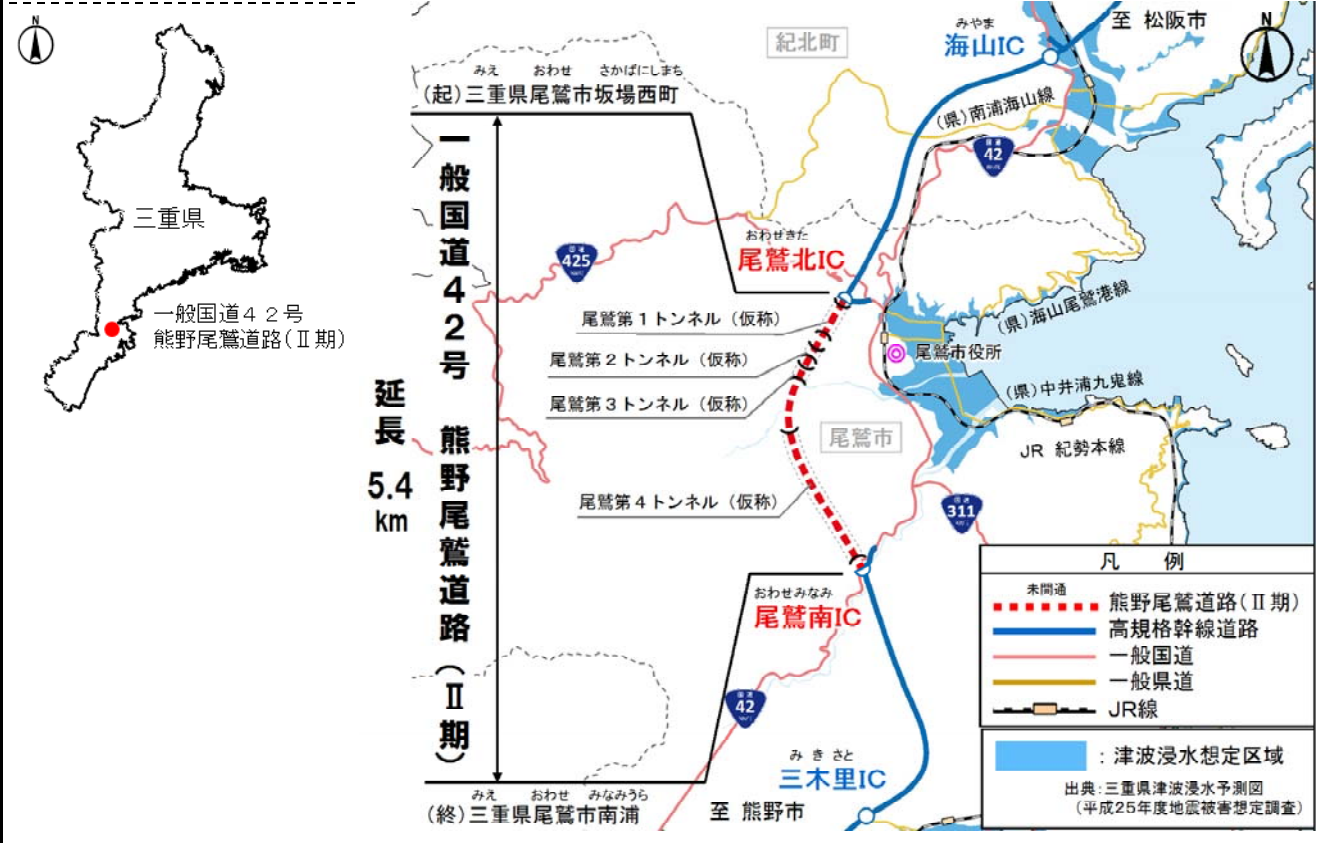 N
三重県
一般国道４２号
熊野尾鷲道路(Ⅱ期)
みえ おわせ さかばにしまち
(起)三重県尾鷲市坂場西町
一般国道４２号 熊野尾鷲道路(Ⅱ期)
延長
5.4
km
みえ おわせ みなみうら
(終)三重県尾鷲市南浦
紀北町
みやま
海山IC
至 松阪市
N
(県)南浦海山線
国道
42
国道
425
おわせきた
尾鷲北IC
尾鷲第１トンネル（仮称）
尾鷲第２トンネル（仮称）
尾鷲第３トンネル（仮称）
尾鷲第４トンネル（仮称）
(県)海山尾鷲港線
尾鷲市役所
(県)中井浦九鬼線
尾鷲市
JR 紀勢本線
国道
311
おわせみなみ
尾鷲南IC
国道
42
みきさと
三木里IC
至 熊野市
凡 例
未開通
熊野尾鷲道路(Ⅱ期)
高規格幹線道路
一般国道
一般県道
JR線
：津波浸水想定区域
出典：三重県津波浸水予測図
（平成25年度地震被害想定調査）